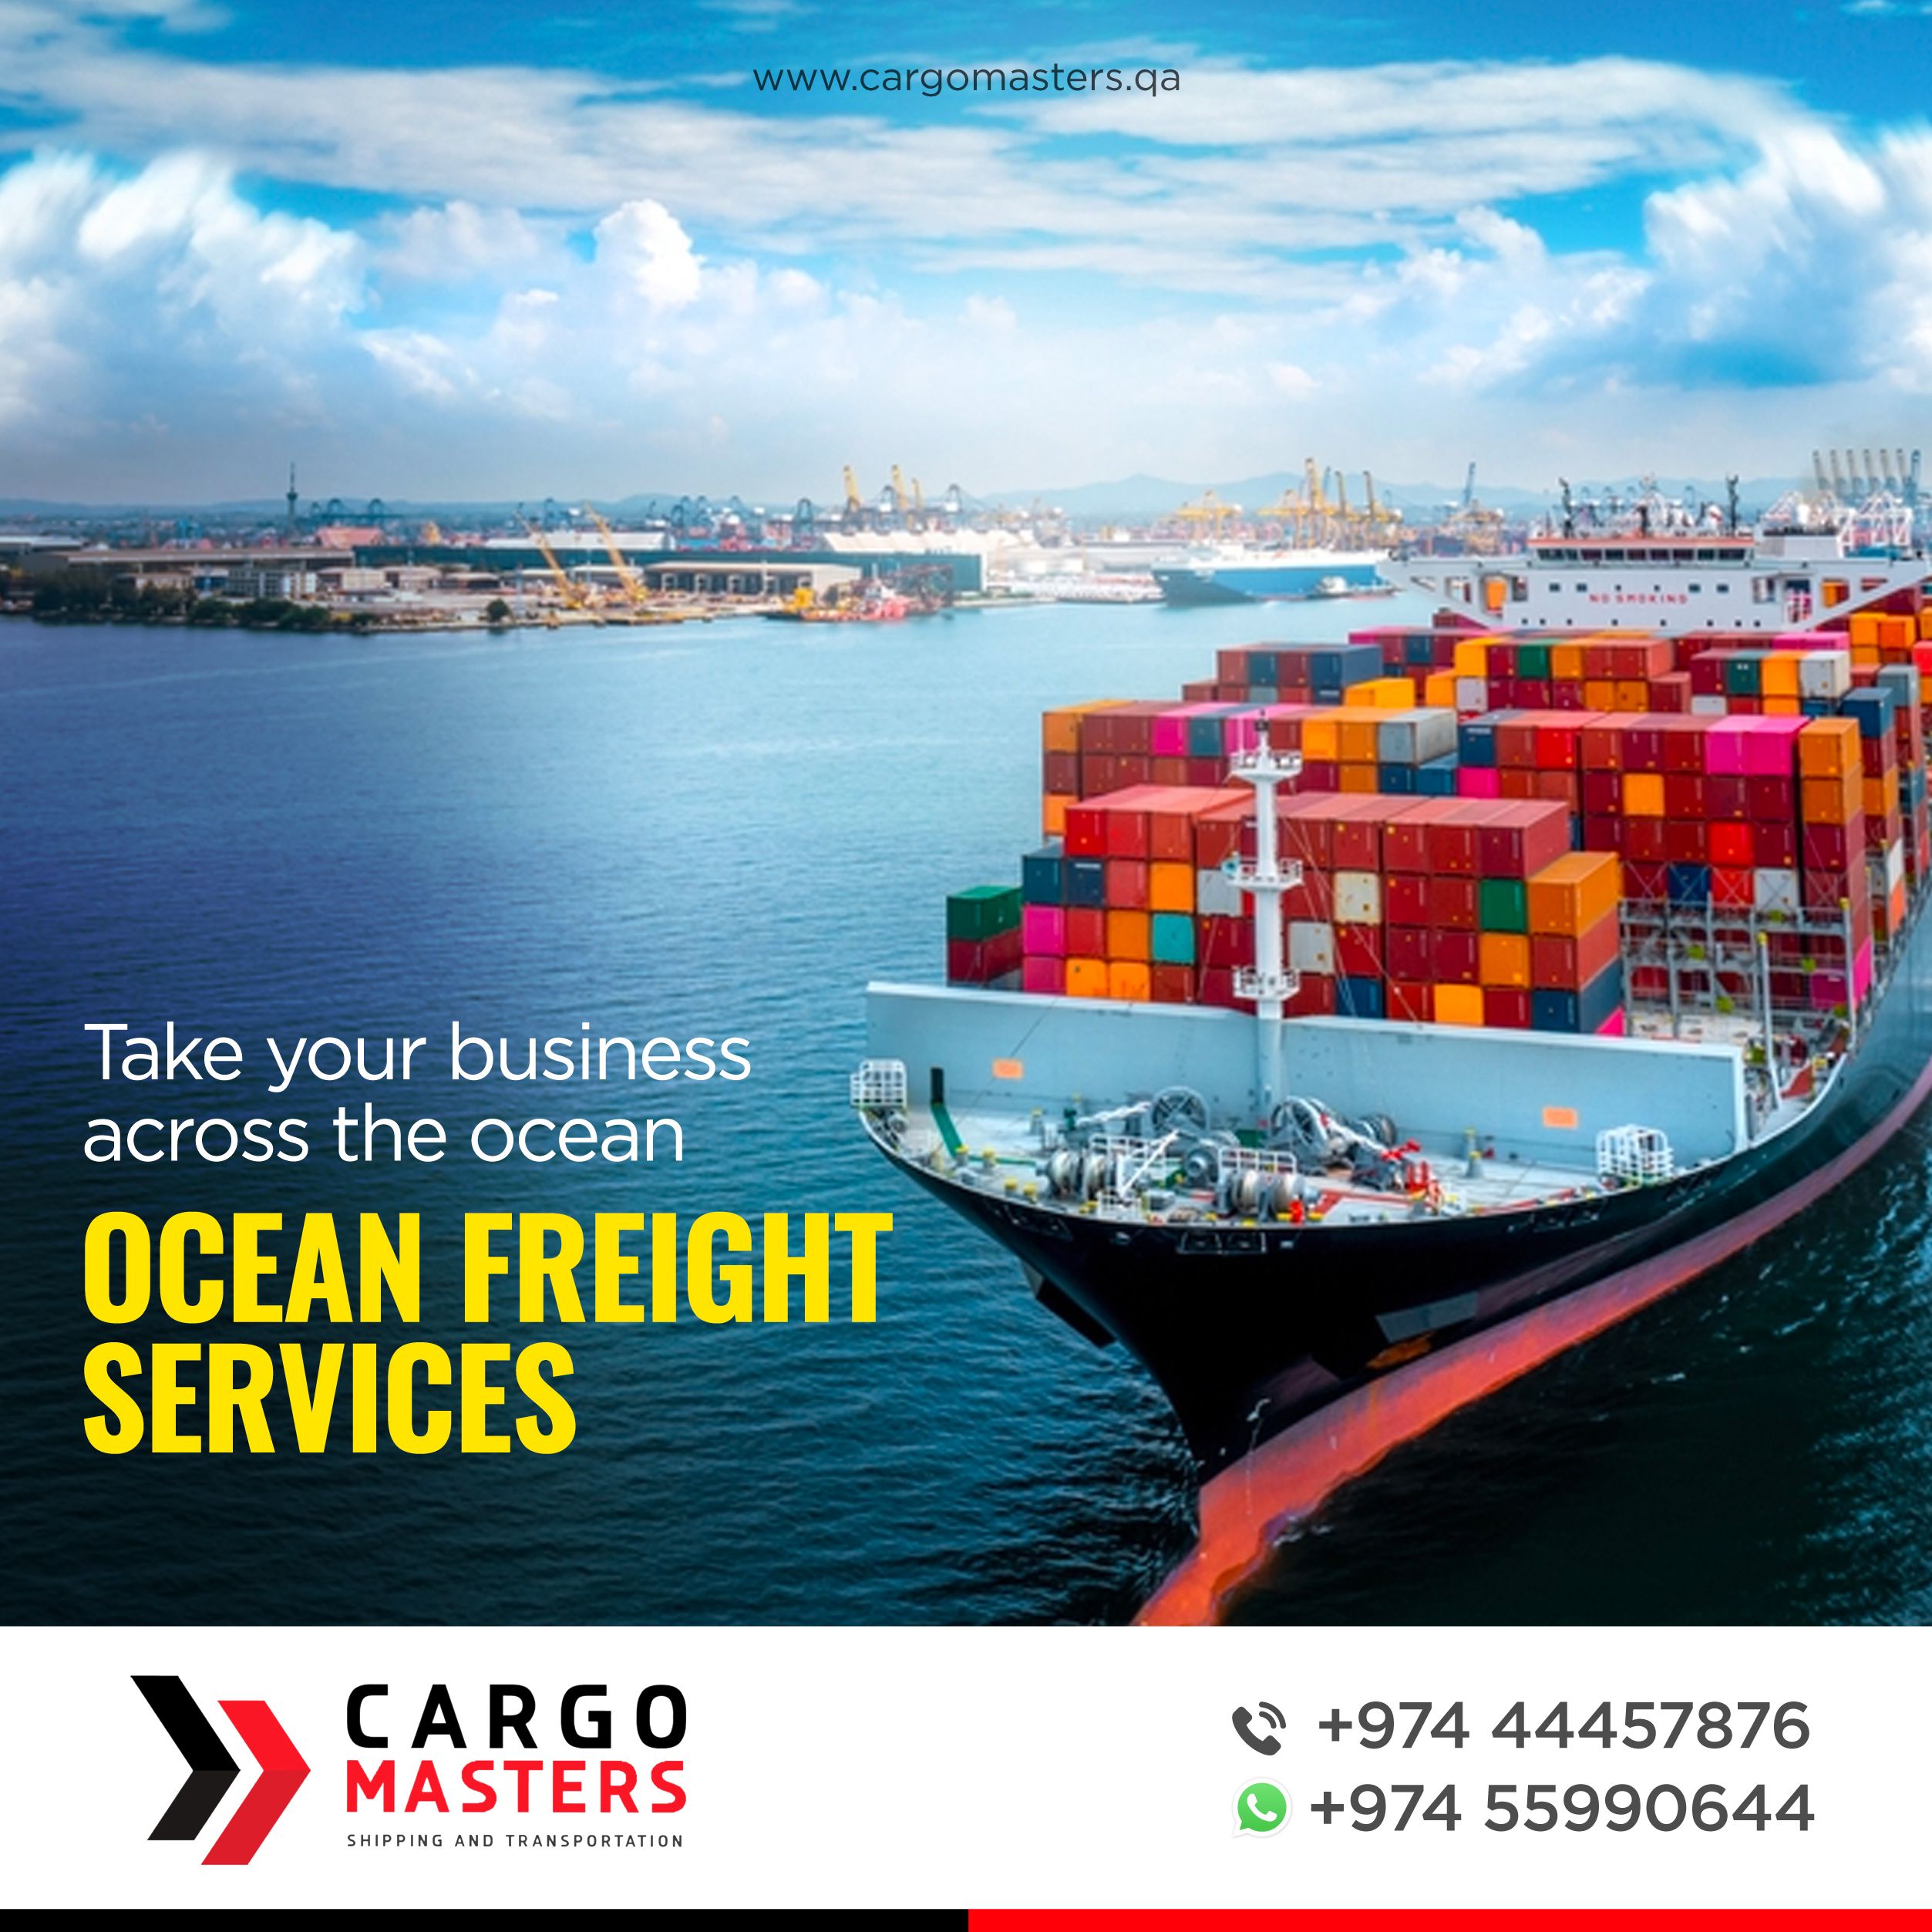 www.cargomasters.qa
NO SMOKING
Take your business
across the ocean
OCEAN FREIGHT
SERVICES
CARGO
MASTERS
SHIPPING AND TRANSPORTATION
+974 44457876
+974 55990644